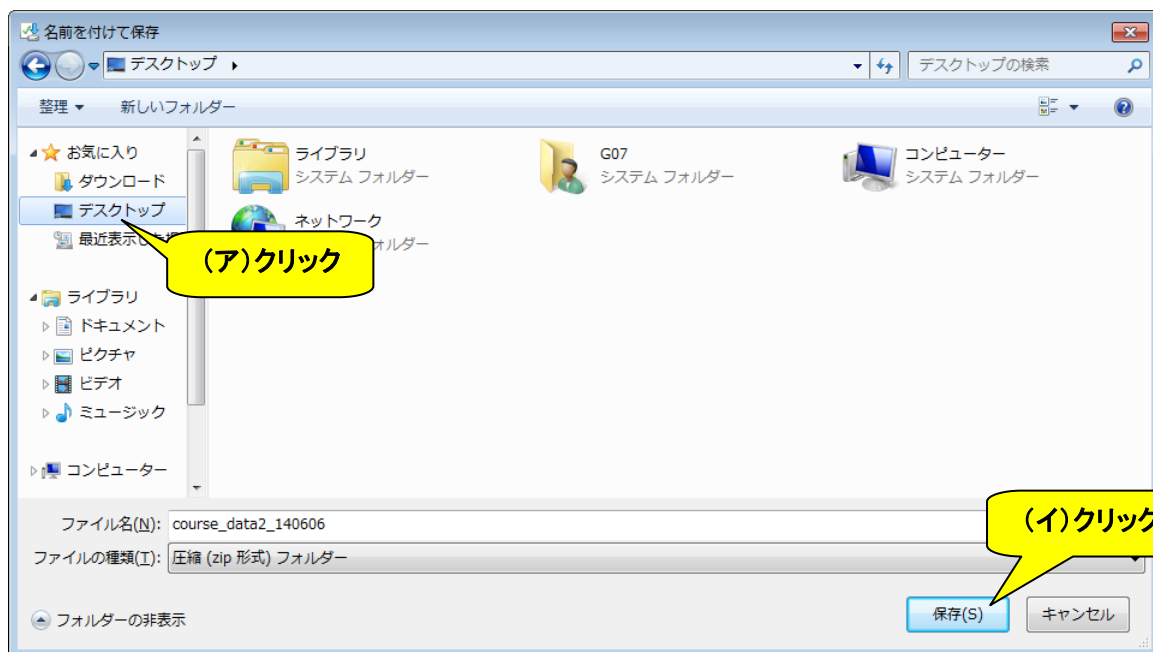 名前を付けて保存
デスクトップ
デスクトップの検索
整理
新しいフォルダー
お気に入り
ダウンロード
デスクトップ
最近表示した
ライブラリ
ドキュメント
ピクチャ
ビデオ
ミュージック
コンピューター
ライブラリ
システム フォルダー
G07
システム フォルダー
コンピューター
システム フォルダー
ネットワーク
ォルダー
(ア)クリック
ファイル名(N): course_data2_140606
ファイルの種類(T): 圧縮 (zip 形式) フォルダー
(イ)クリック
フォルダーの非表示
保存(S)
キャンセル